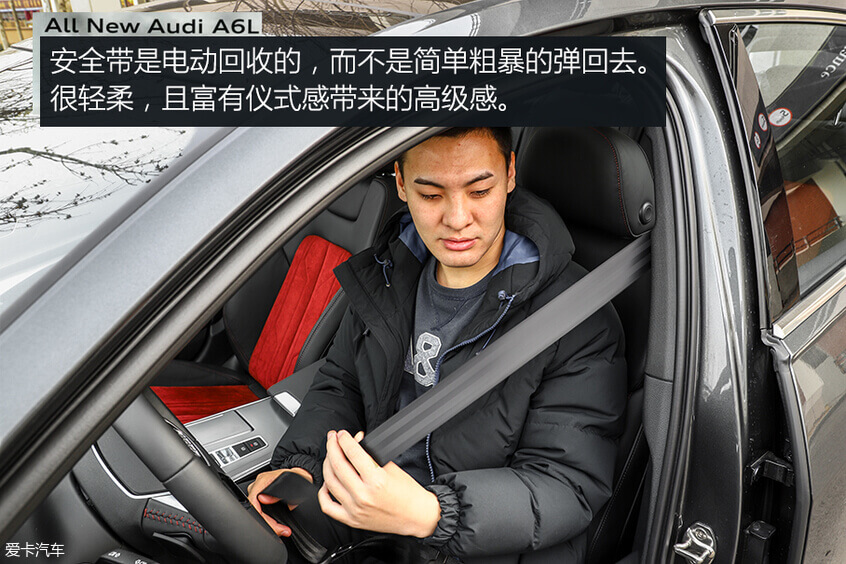 All New Audi A6L
安全带是电动回收的，而不是简单粗暴的弹回去。
很轻柔，且富有仪式感带来的高级感。
8
爱卡汽车